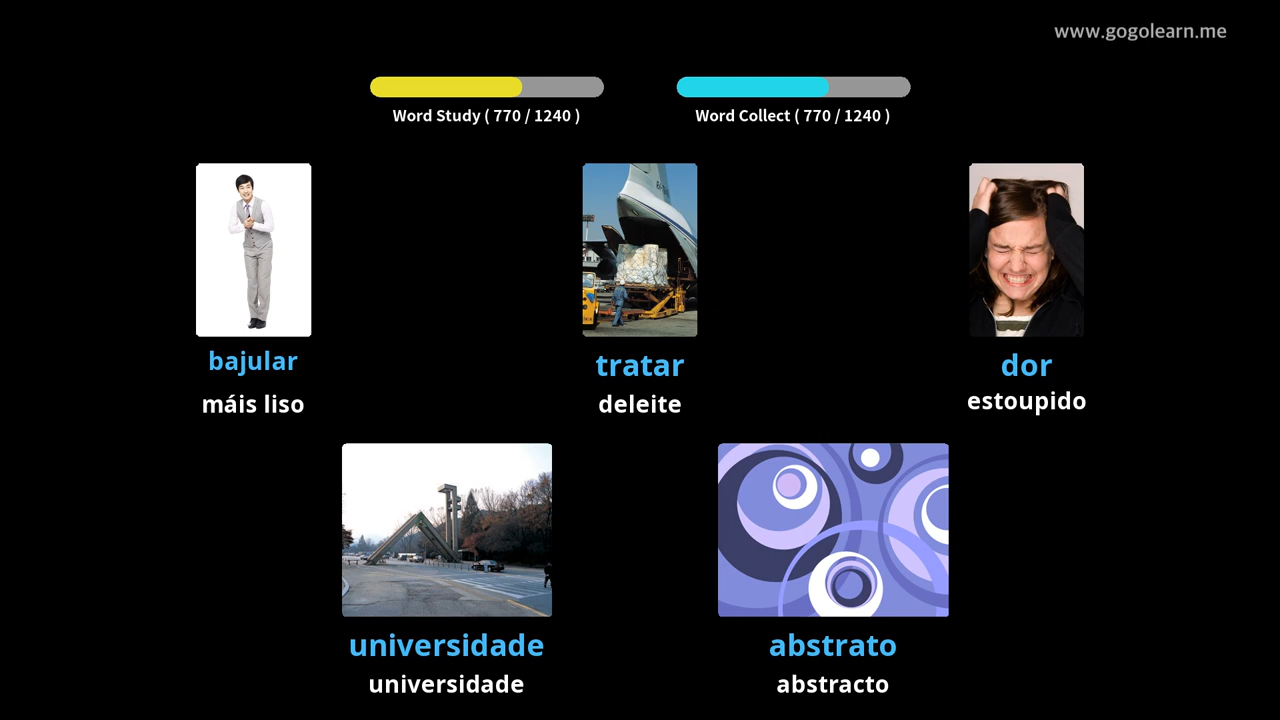 www.gogolearn.me
Word Study ( 770 / 1240 )
Word Collect ( 770 / 1240 )
bajular
máis liso
tratar
deleite
dor
estoupido
universidade
universidade
abstrato
abstracto